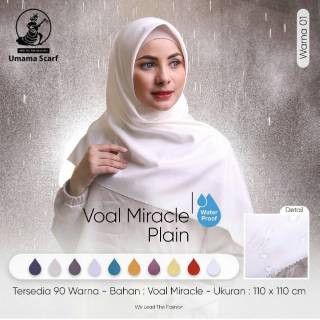 Umama Scarf
Warna 01
Voal Miracle
Plain
Water
Proof
Detail
Tersedia 90 Warna - Bahan : Voal Miracle - Ukuran : 110 x 110 cm
We Lead The Fashion